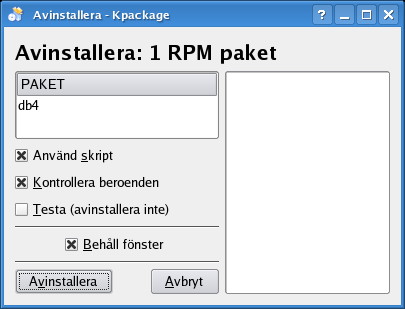 Avinstallera - Kpackage
Avinstallera: 1 RPM paket
PAKET
db4
Använd skript
Kontrollera beroenden
Testa (avinstallera inte)
Behåll fönster
Avinstallera
Avbryt